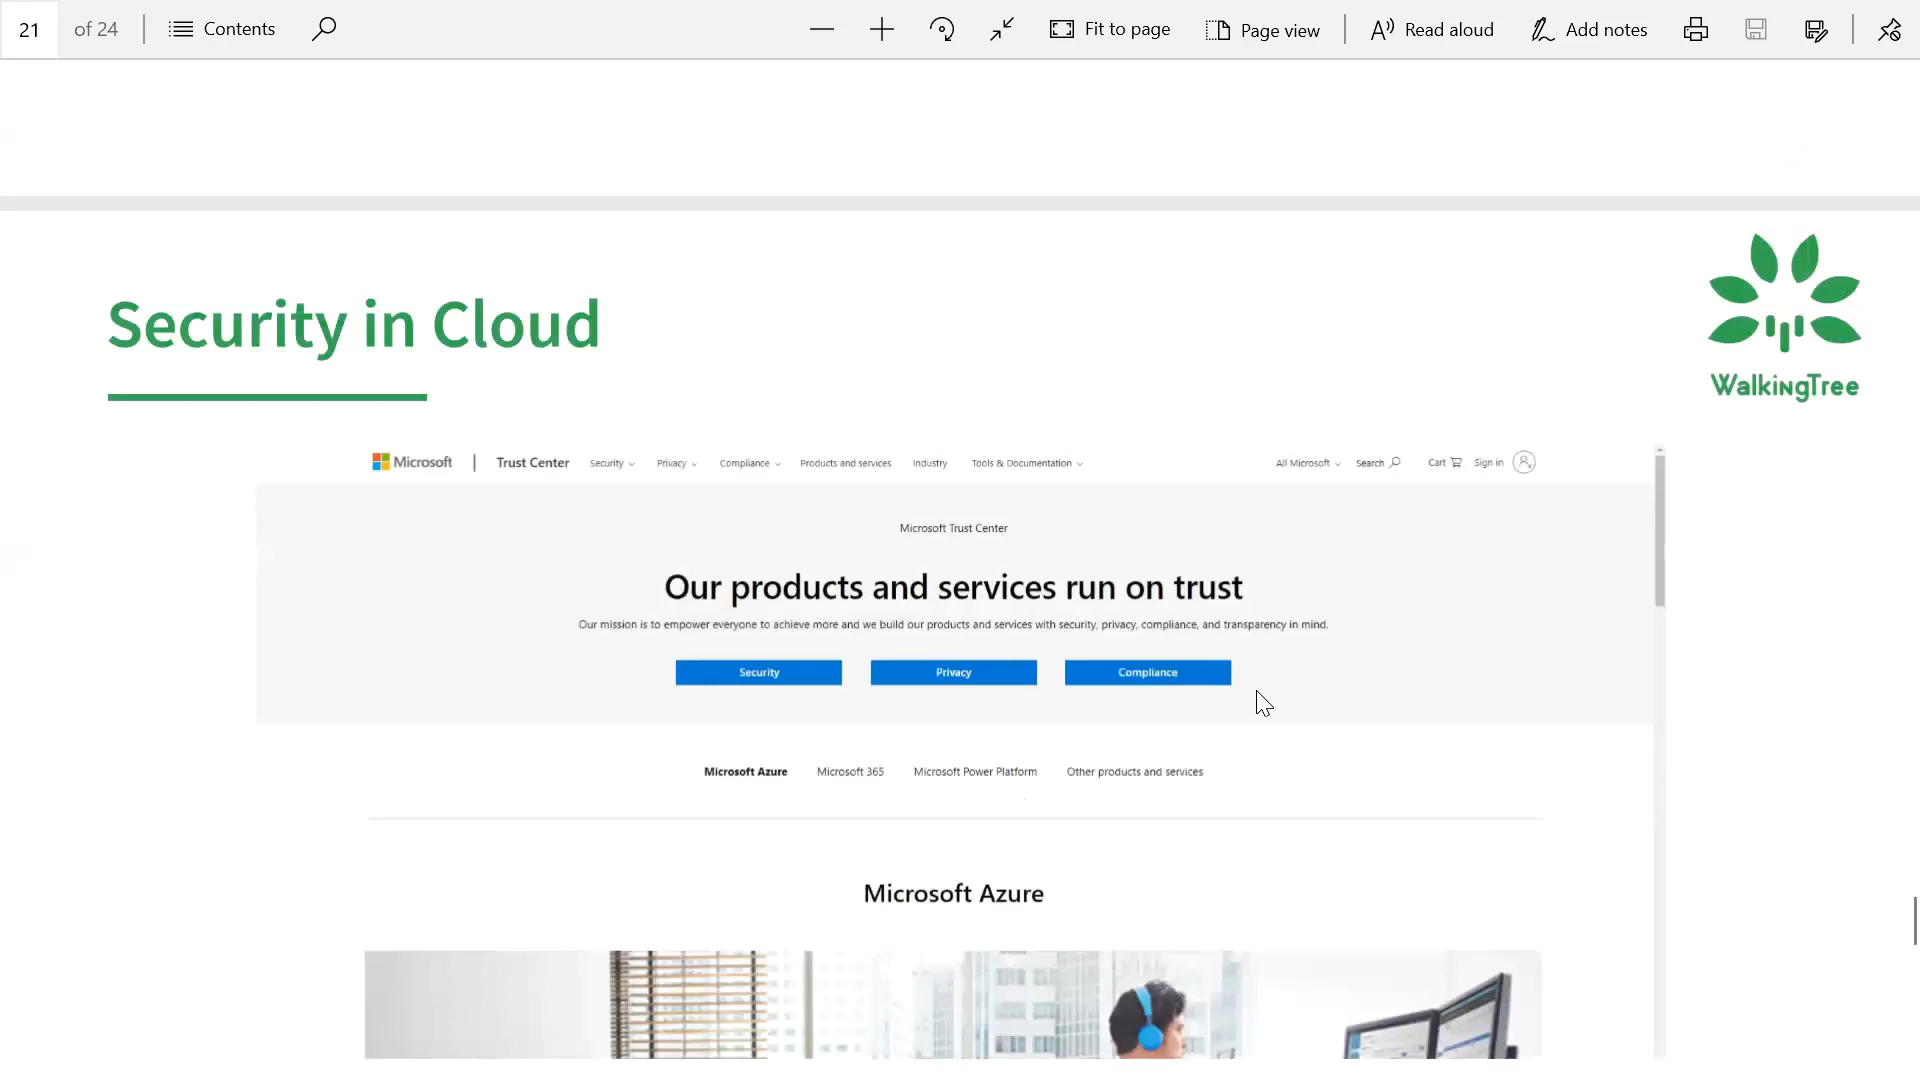 21 of 24 Contents Fit to page Page view Read aloud Add notes
Security in Cloud
WalkingTree
Microsoft Trust Center Security Privacy Compliance Products and services Industry Tools & Documentation All Microsoft Search Cart Sign in
Microsoft Trust Center
Our products and services run on trust
Our mission is to empower everyone to achieve more and we build our products and services with security, privacy, compliance, and transparency in mind.
Security Privacy Compliance
Microsoft Azure Microsoft 365 Microsoft Power Platform Other products and services
Microsoft Azure